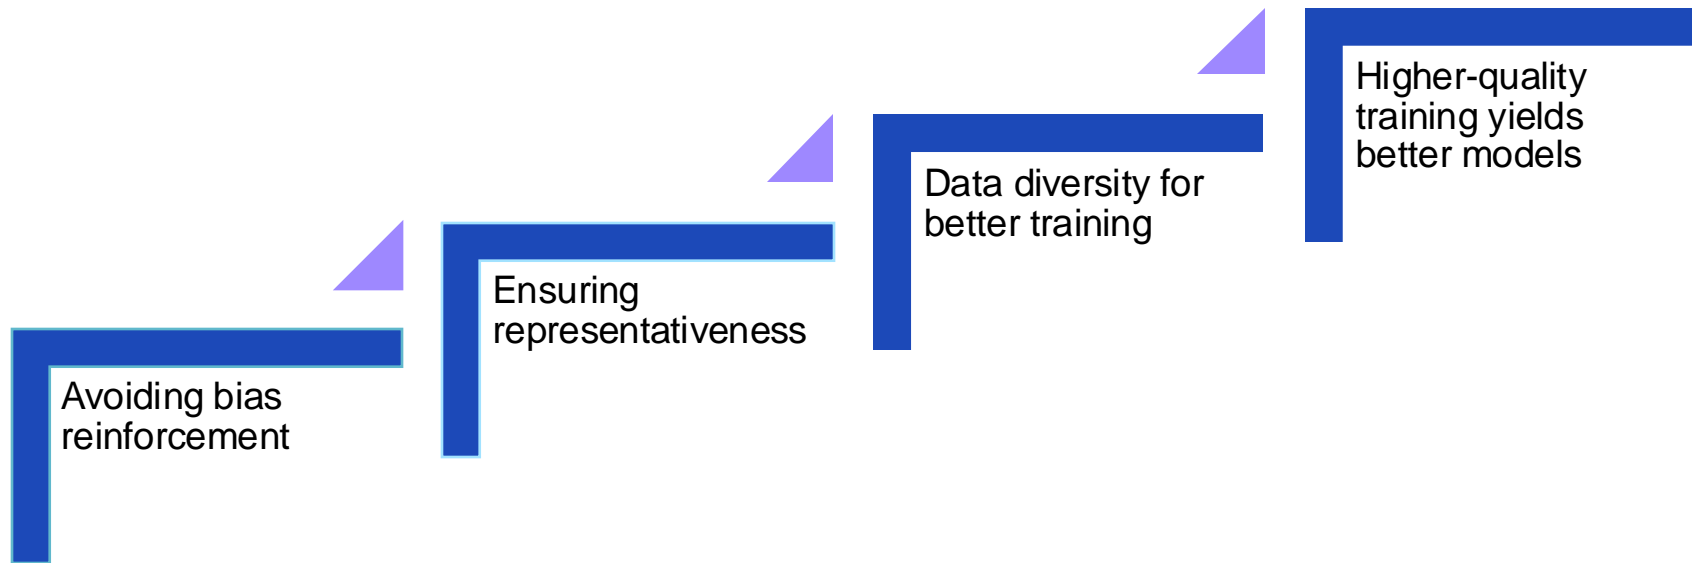 Avoiding bias
reinforcement
Ensuring
representativeness
Data diversity for
better training
Higher-quality
training yields
better models